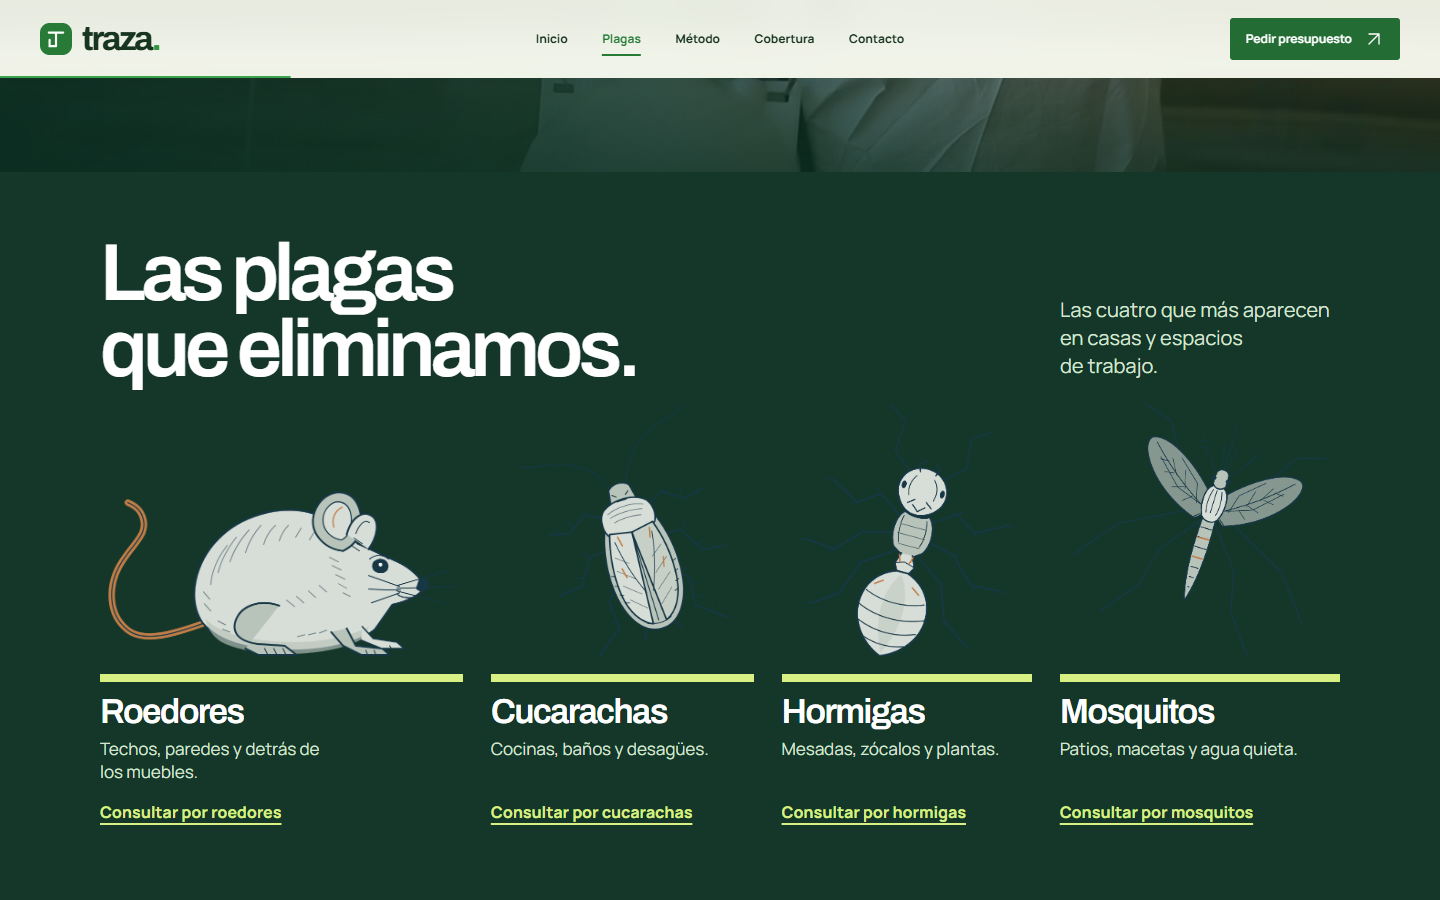 traza.
Inicio
Plagas
Método
Cobertura
Contacto
Pedir presupuesto
Las plagas
que eliminamos.
Las cuatro que más aparecen
en casas y espacios
de trabajo.
Roedores
Techos, paredes y detrás de
los muebles.
Consultar por roedores
Cucarachas
Cocinas, baños y desagües.
Consultar por cucarachas
Hormigas
Mesadas, zócalos y plantas.
Consultar por hormigas
Mosquitos
Patios, macetas y agua quieta.
Consultar por mosquitos